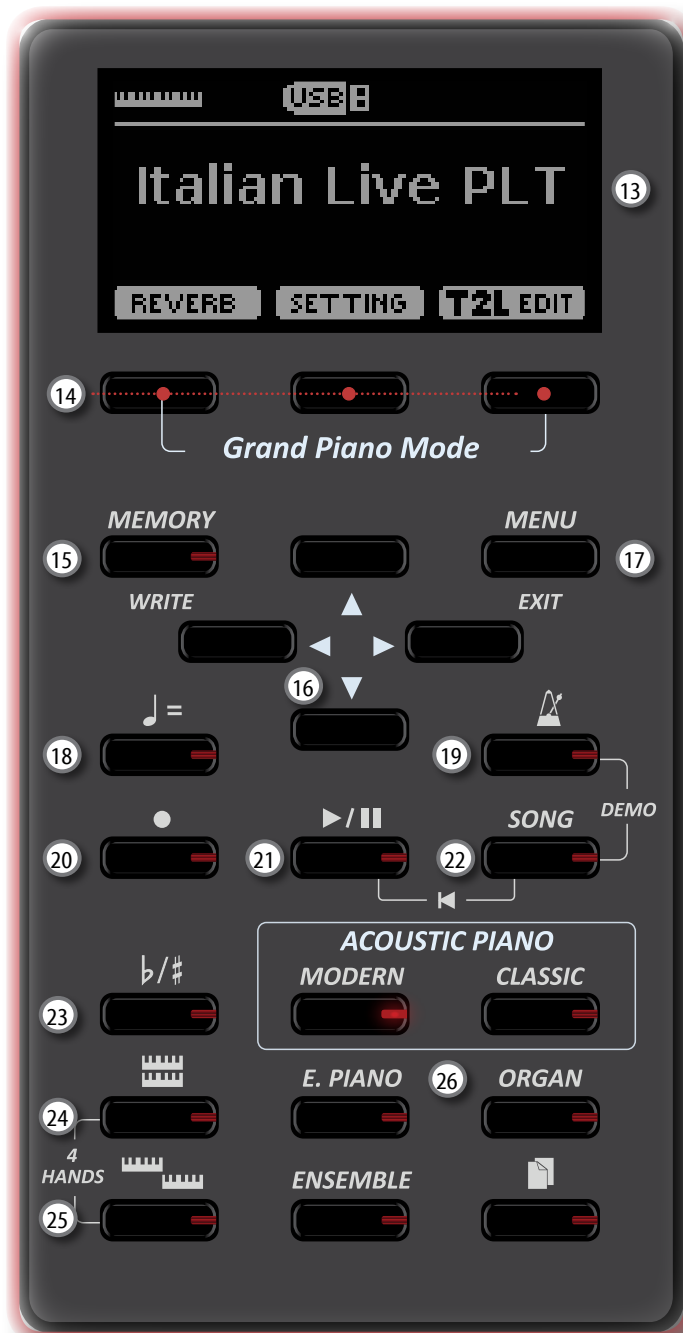 USB
Italian Live PLT
13
REVERB SETTING T2L EDIT
14
Grand Piano Mode
MEMORY MENU
15 17
WRITE EXIT
16
=
18 19
DEMO
▶/❚❚ SONG
20 21 22
ACOUSTIC PIANO
♭/♯ MODERN CLASSIC
23
E. PIANO 26 ORGAN
24
4
HANDS
ENSEMBLE
25